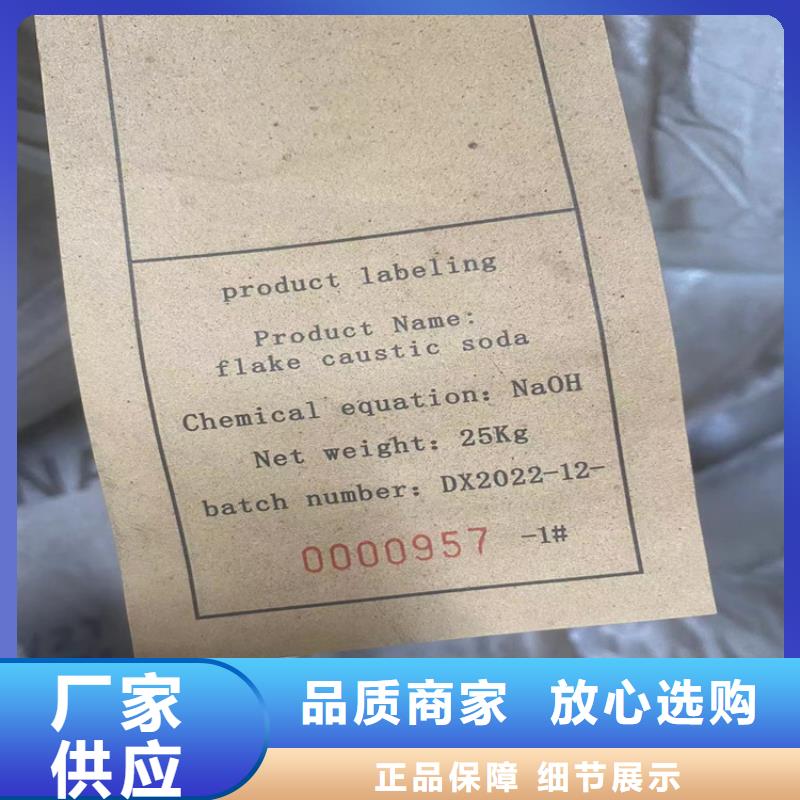 product labeling
Product Name:
flake caustic soda
Chemical equation: NaOH
Net weight: 25Kg
batch number: DX2022-12-
0000957 -1#
厂家
供应
品质商家 放心选购
正品保障 细节展示